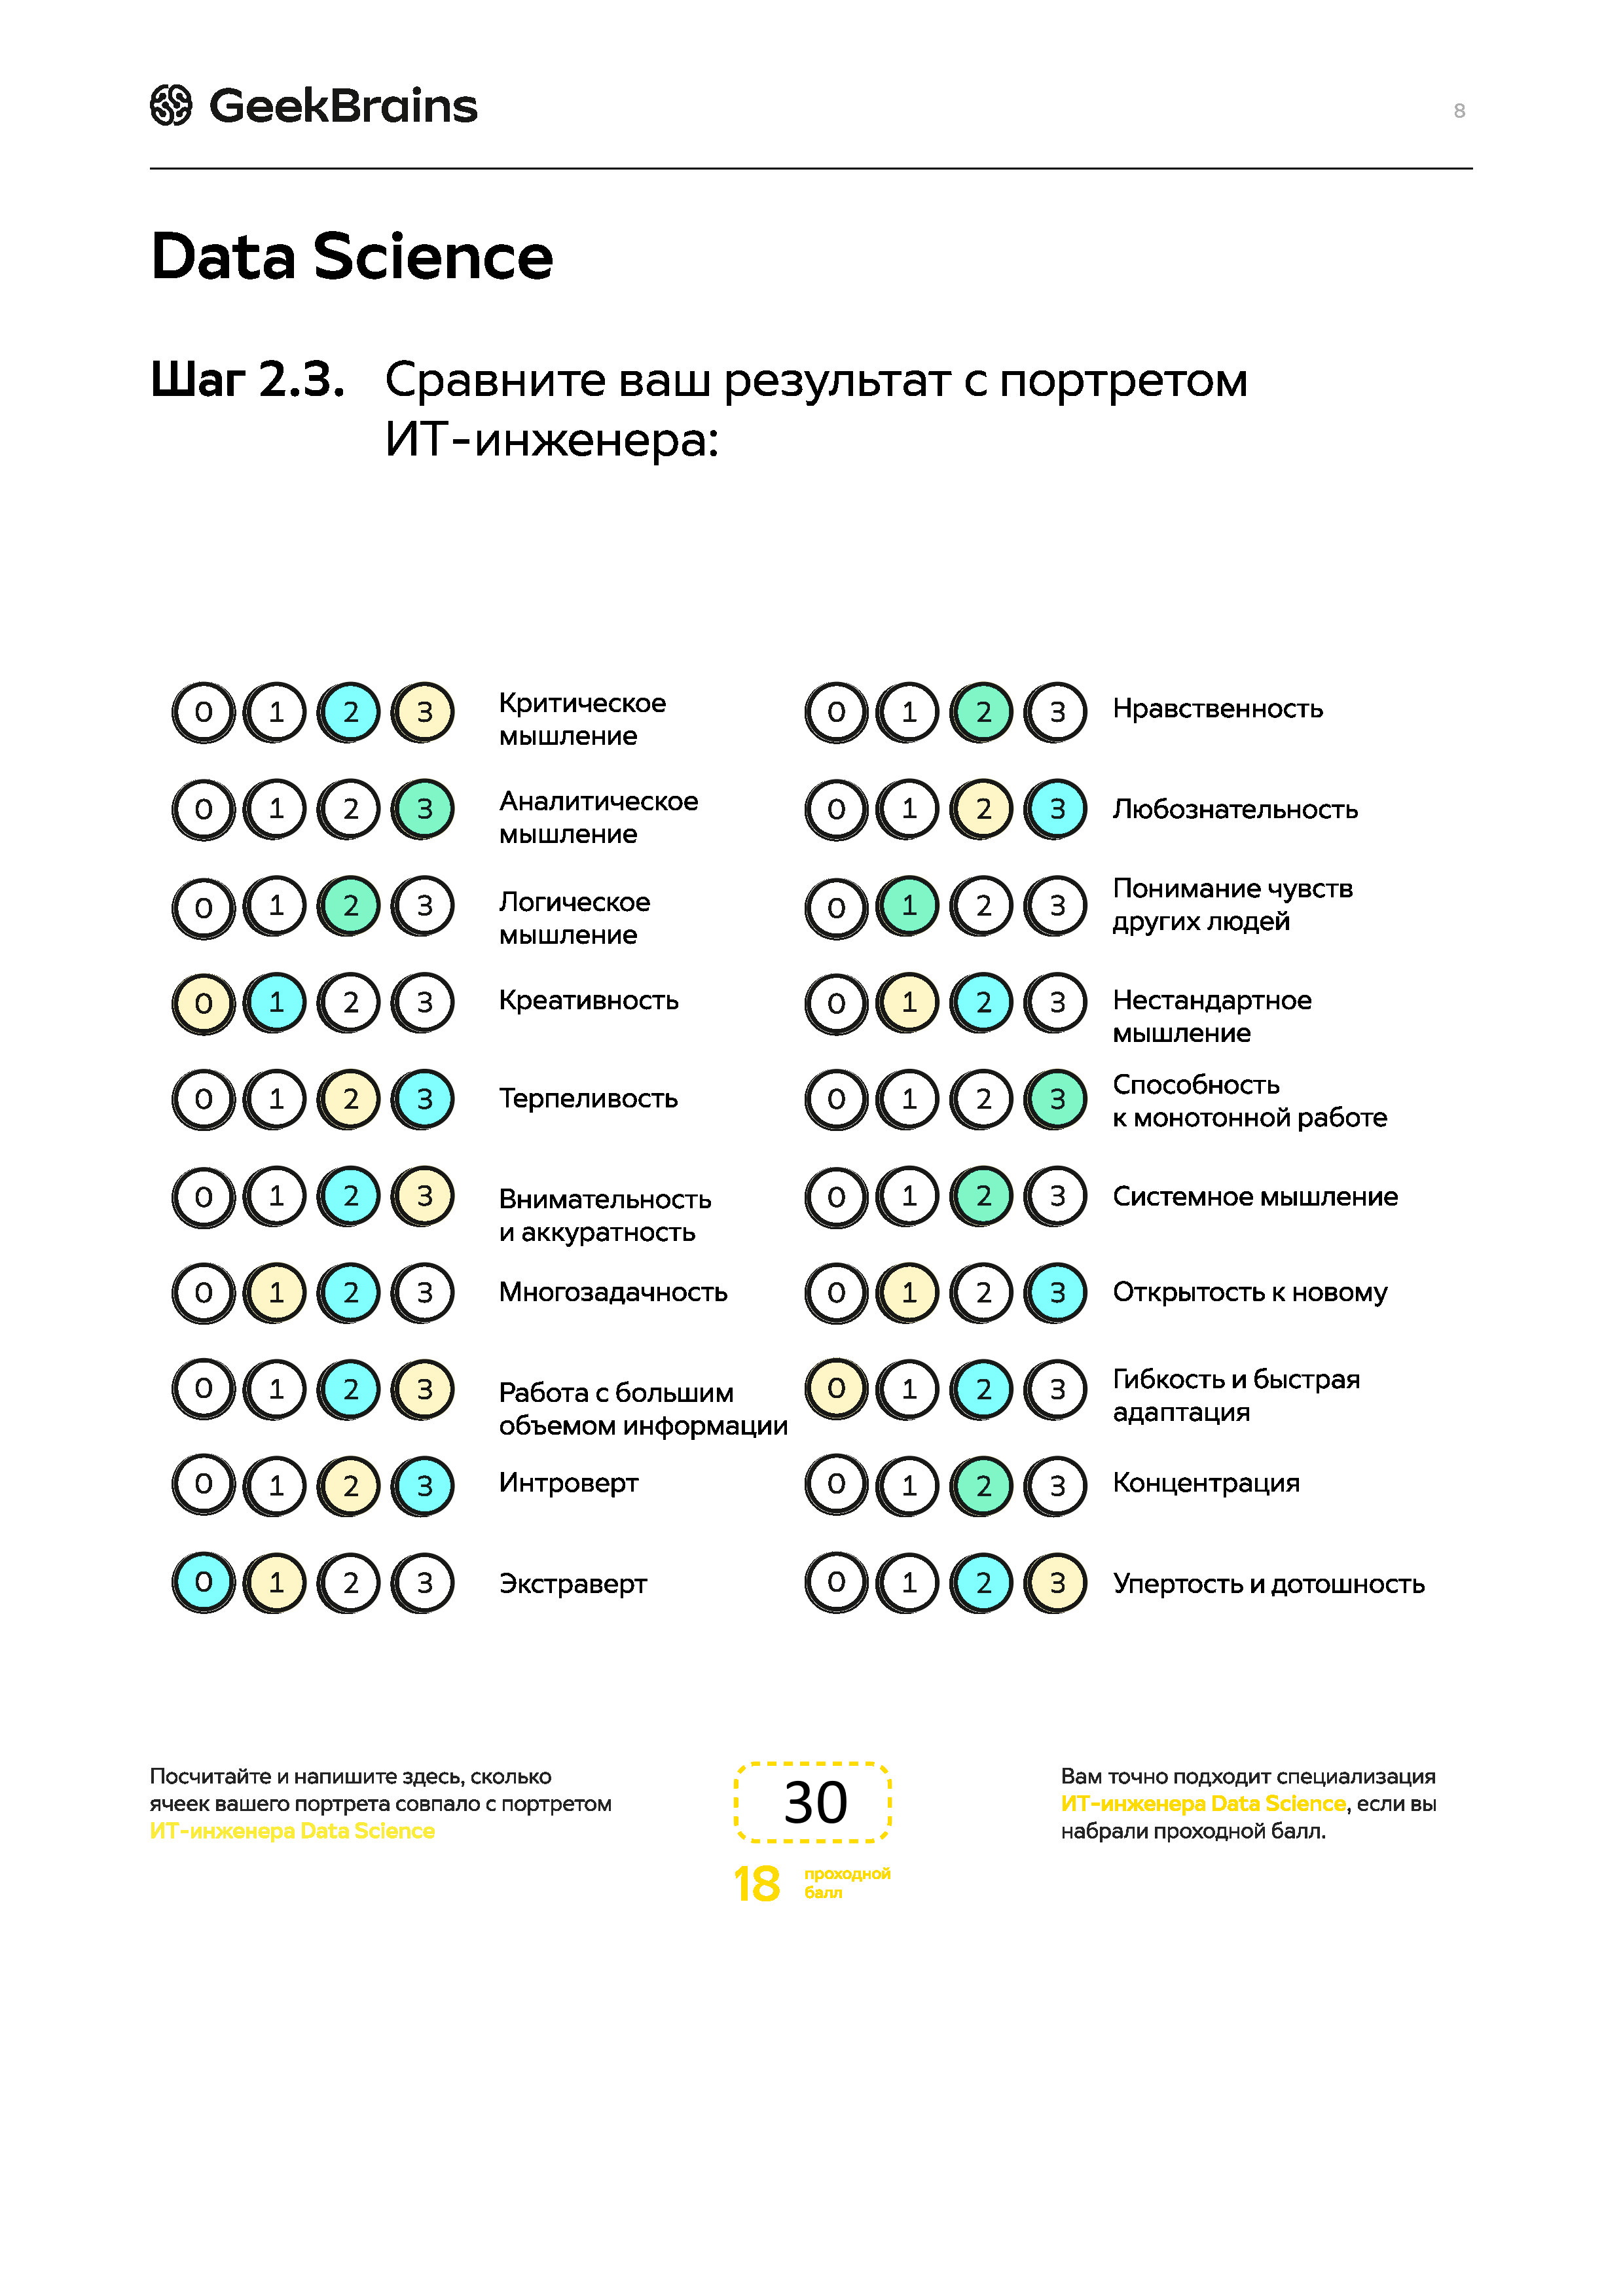 GeekBrains
8
Data Science
Шаг 2.3. Сравните ваш результат с портретом
ИТ-инженера:
0 1 2 3 Критическое
мышление
0 1 2 3 Аналитическое
мышление
0 1 2 3 Логическое
мышление
0 1 2 3 Креативность
0 1 2 3 Терпеливость
0 1 2 3 Внимательность
и аккуратность
0 1 2 3 Многозадачность
0 1 2 3 Работа с большим
объемом информации
0 1 2 3 Интроверт
0 1 2 3 Экстраверт
0 1 2 3 Нравственность
0 1 2 3 Любознательность
0 1 2 3 Понимание чувств
других людей
0 1 2 3 Нестандартное
мышление
0 1 2 3 Способность
к монотонной работе
0 1 2 3 Системное мышление
0 1 2 3 Открытость к новому
0 1 2 3 Гибкость и быстрая
адаптация
0 1 2 3 Концентрация
0 1 2 3 Упертость и дотошность
Посчитайте и напишите здесь, сколько
ячеек вашего портрета совпало с портретом
ИТ-инженера Data Science
30
18 проходной
балл
Вам точно подходит специализация
ИТ-инженера Data Science, если вы
набрали проходной балл.